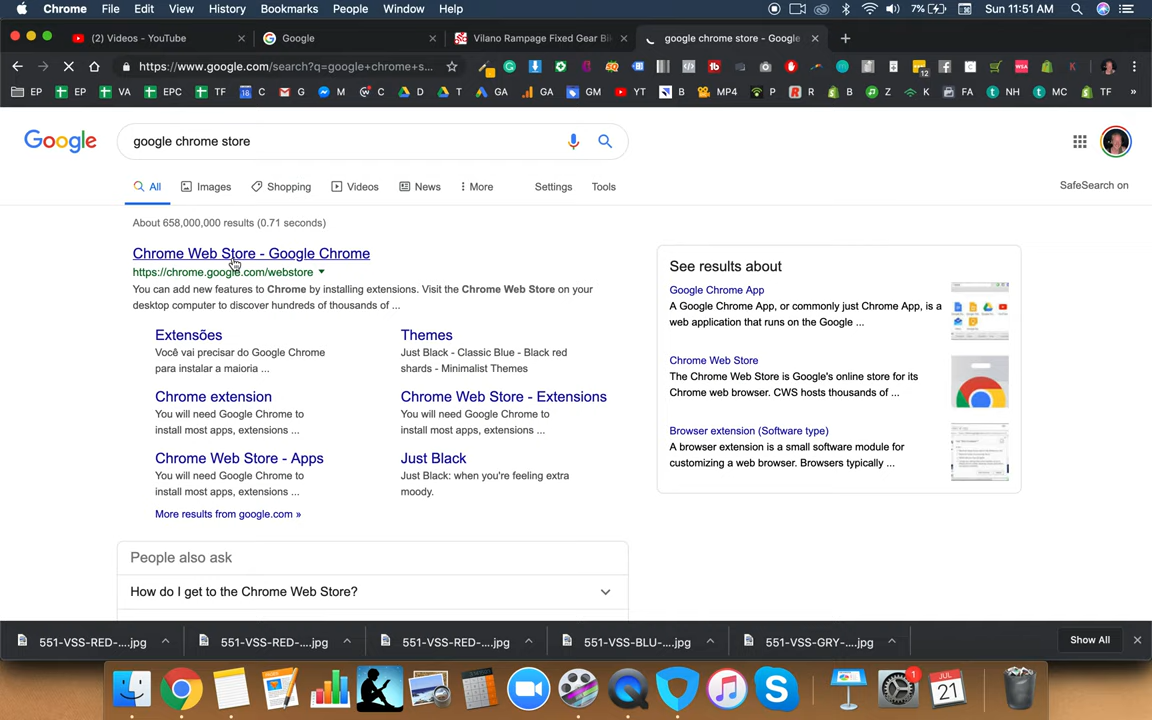 Chrome File Edit View History Bookmarks People Window Help 7% Sun 11:51 AM
(2) Videos - YouTube Google Vilano Rampage Fixed Gear Bik google chrome store - Google
https://www.google.com/search?q=google+chrome+s... 12
EP EP VA EPC TF 18 C G M C D T GA GA GM YT B MP4 P R B Z K FA NH MC TF »
Google
google chrome store
All Images Shopping Videos News More Settings Tools SafeSearch on
About 658,000,000 results (0.71 seconds)
Chrome Web Store - Google Chrome
https://chrome.google.com/webstore
You can add new features to Chrome by installing extensions. Visit the Chrome Web Store on your
desktop computer to discover hundreds of thousands of ...
Extensões
Você vai precisar do Google Chrome
para instalar a maioria ...
Themes
Just Black - Classic Blue - Black red
shards - Minimalist Themes
Chrome extension
You will need Google Chrome to
install most apps, extensions ...
Chrome Web Store - Extensions
You will need Google Chrome to
install most apps, extensions ...
Chrome Web Store - Apps
You will need Google Chrome to
install most apps, extensions ...
Just Black
Just Black: when you're feeling extra
moody.
More results from google.com »
People also ask
How do I get to the Chrome Web Store?
See results about
Google Chrome App
A Google Chrome App, or commonly just Chrome App, is a
web application that runs on the Google ...
Chrome Web Store
The Chrome Web Store is Google's online store for its
Chrome web browser. CWS hosts thousands of ...
Browser extension (Software type)
A browser extension is a small software module for
customizing a web browser. Browsers typically ...
551-VSS-RED-....jpg 551-VSS-RED-....jpg 551-VSS-RED-....jpg 551-VSS-BLU-....jpg 551-VSS-GRY-....jpg Show All
1 JUL
21